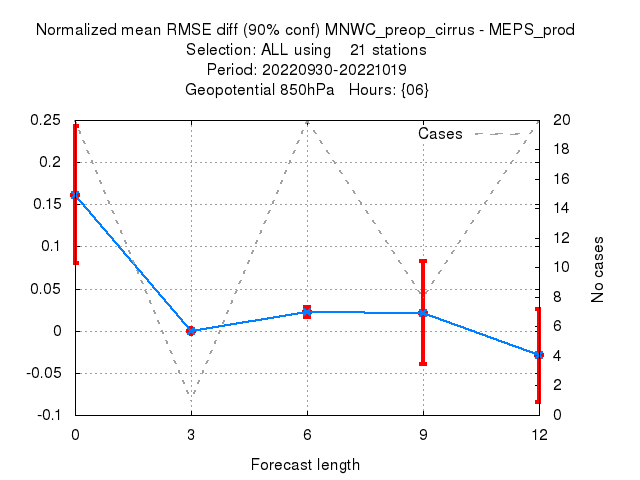 Normalized mean RMSE diff (90% conf) MNWC_preop_cirrus - MEPS_prod
Selection: ALL using 21 stations
Period: 20220930-20221019
Geopotential 850hPa Hours: {06}
Cases
0.25
0.2
0.15
0.1
0.05
0
-0.05
-0.1
20
18
16
14
12
10
8
6
4
2
0
No cases
0 3 6 9 12
Forecast length